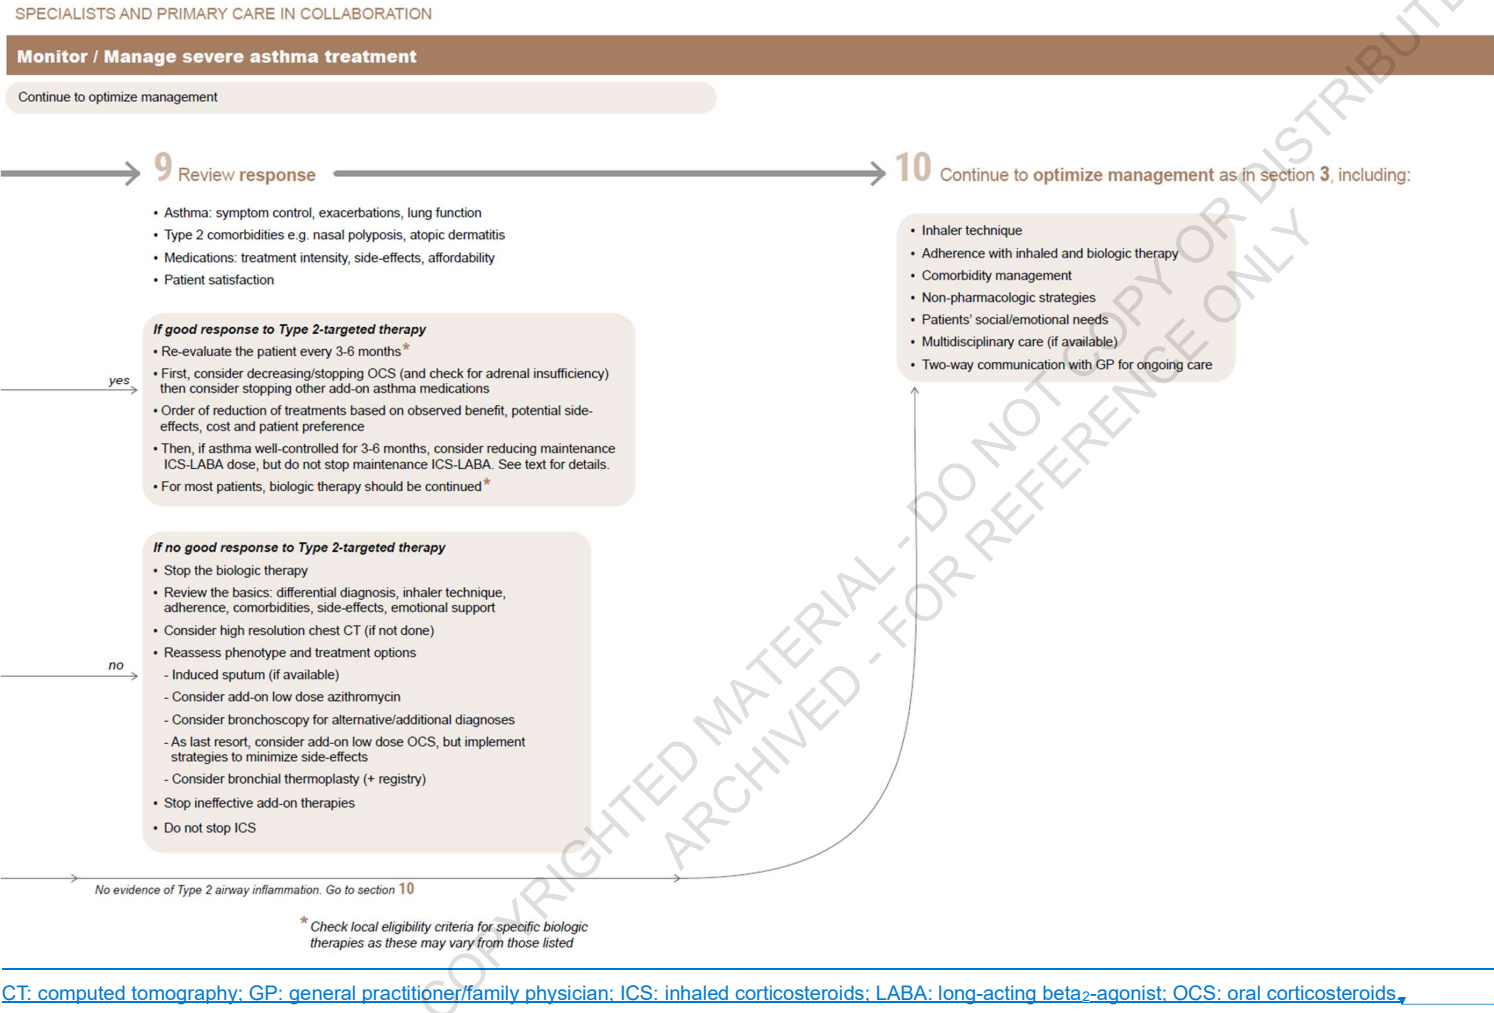 SPECIALISTS AND PRIMARY CARE IN COLLABORATION
Monitor / Manage severe asthma treatment
Continue to optimize management
9 Review response
• Asthma: symptom control, exacerbations, lung function
• Type 2 comorbidities e.g. nasal polyposis, atopic dermatitis
• Medications: treatment intensity, side-effects, affordability
• Patient satisfaction
yes
If good response to Type 2-targeted therapy
• Re-evaluate the patient every 3-6 months*
• First, consider decreasing/stopping OCS (and check for adrenal insufficiency)
then consider stopping other add-on asthma medications
• Order of reduction of treatments based on observed benefit, potential side-
effects, cost and patient preference
• Then, if asthma well-controlled for 3-6 months, consider reducing maintenance
ICS-LABA dose, but do not stop maintenance ICS-LABA. See text for details.
• For most patients, biologic therapy should be continued*
no
If no good response to Type 2-targeted therapy
• Stop the biologic therapy
• Review the basics: differential diagnosis, inhaler technique,
adherence, comorbidities, side-effects, emotional support
• Consider high resolution chest CT (if not done)
• Reassess phenotype and treatment options
- Induced sputum (if available)
- Consider add-on low dose azithromycin
- Consider bronchoscopy for alternative/additional diagnoses
- As last resort, consider add-on low dose OCS, but implement
strategies to minimize side-effects
- Consider bronchial thermoplasty (+ registry)
• Stop ineffective add-on therapies
• Do not stop ICS
No evidence of Type 2 airway inflammation. Go to section 10
* Check local eligibility criteria for specific biologic
therapies as these may vary from those listed
10 Continue to optimize management as in section 3, including:
• Inhaler technique
• Adherence with inhaled and biologic therapy
• Comorbidity management
• Non-pharmacologic strategies
• Patients' social/emotional needs
• Multidisciplinary care (if available)
• Two-way communication with GP for ongoing care
CT: computed tomography; GP: general practitioner/family physician; ICS: inhaled corticosteroids; LABA: long-acting beta2-agonist; OCS: oral corticosteroids.
COPYRIGHTED MATERIAL - DO NOT COPY OR DISTRIBUTE
ARCHIVED - FOR REFERENCE ONLY